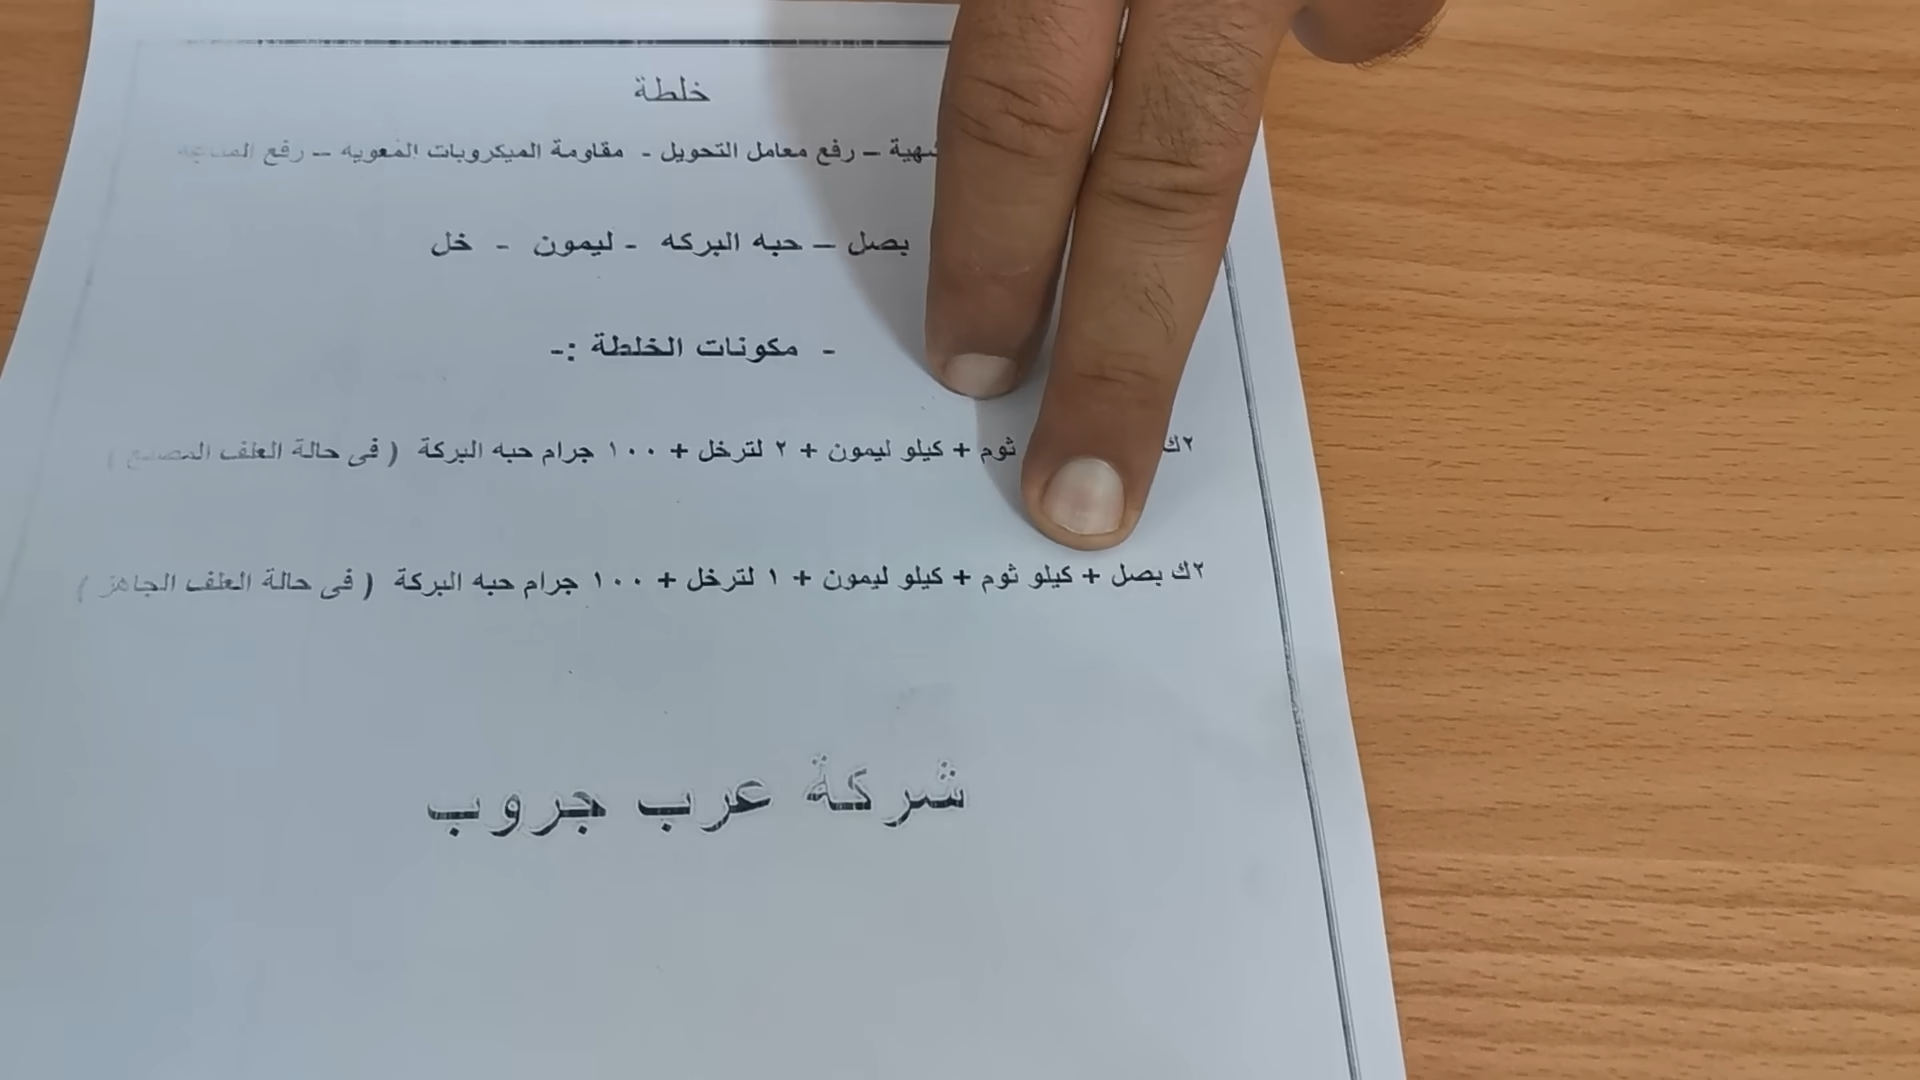 خلطة
شهية – رفع معامل التحويل - مقاومة الميكروبات المعويه – رفع المناعه
بصل – حبه البركه - ليمون - خل
- مكونات الخلطة :-
٢ك ثوم + كيلو ليمون + ٢ لترخل + ١٠٠ جرام حبه البركة ( فى حالة العلف المصنع )
٢ك بصل + كيلو ثوم + كيلو ليمون + ١ لترخل + ١٠٠ جرام حبه البركة ( فى حالة العلف الجاهز )
شركة عرب جروب